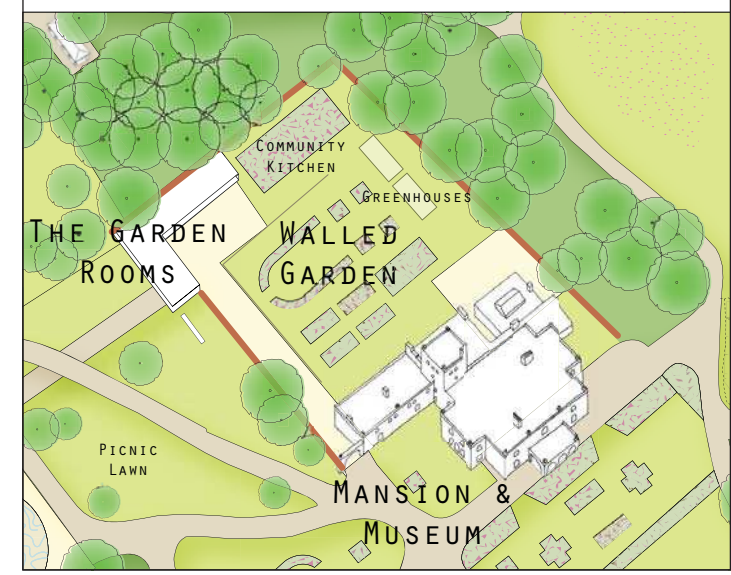 Community
Kitchen
Greenhouses
The Garden
Rooms
Walled
Garden
Picnic
Lawn
Mansion &
Museum